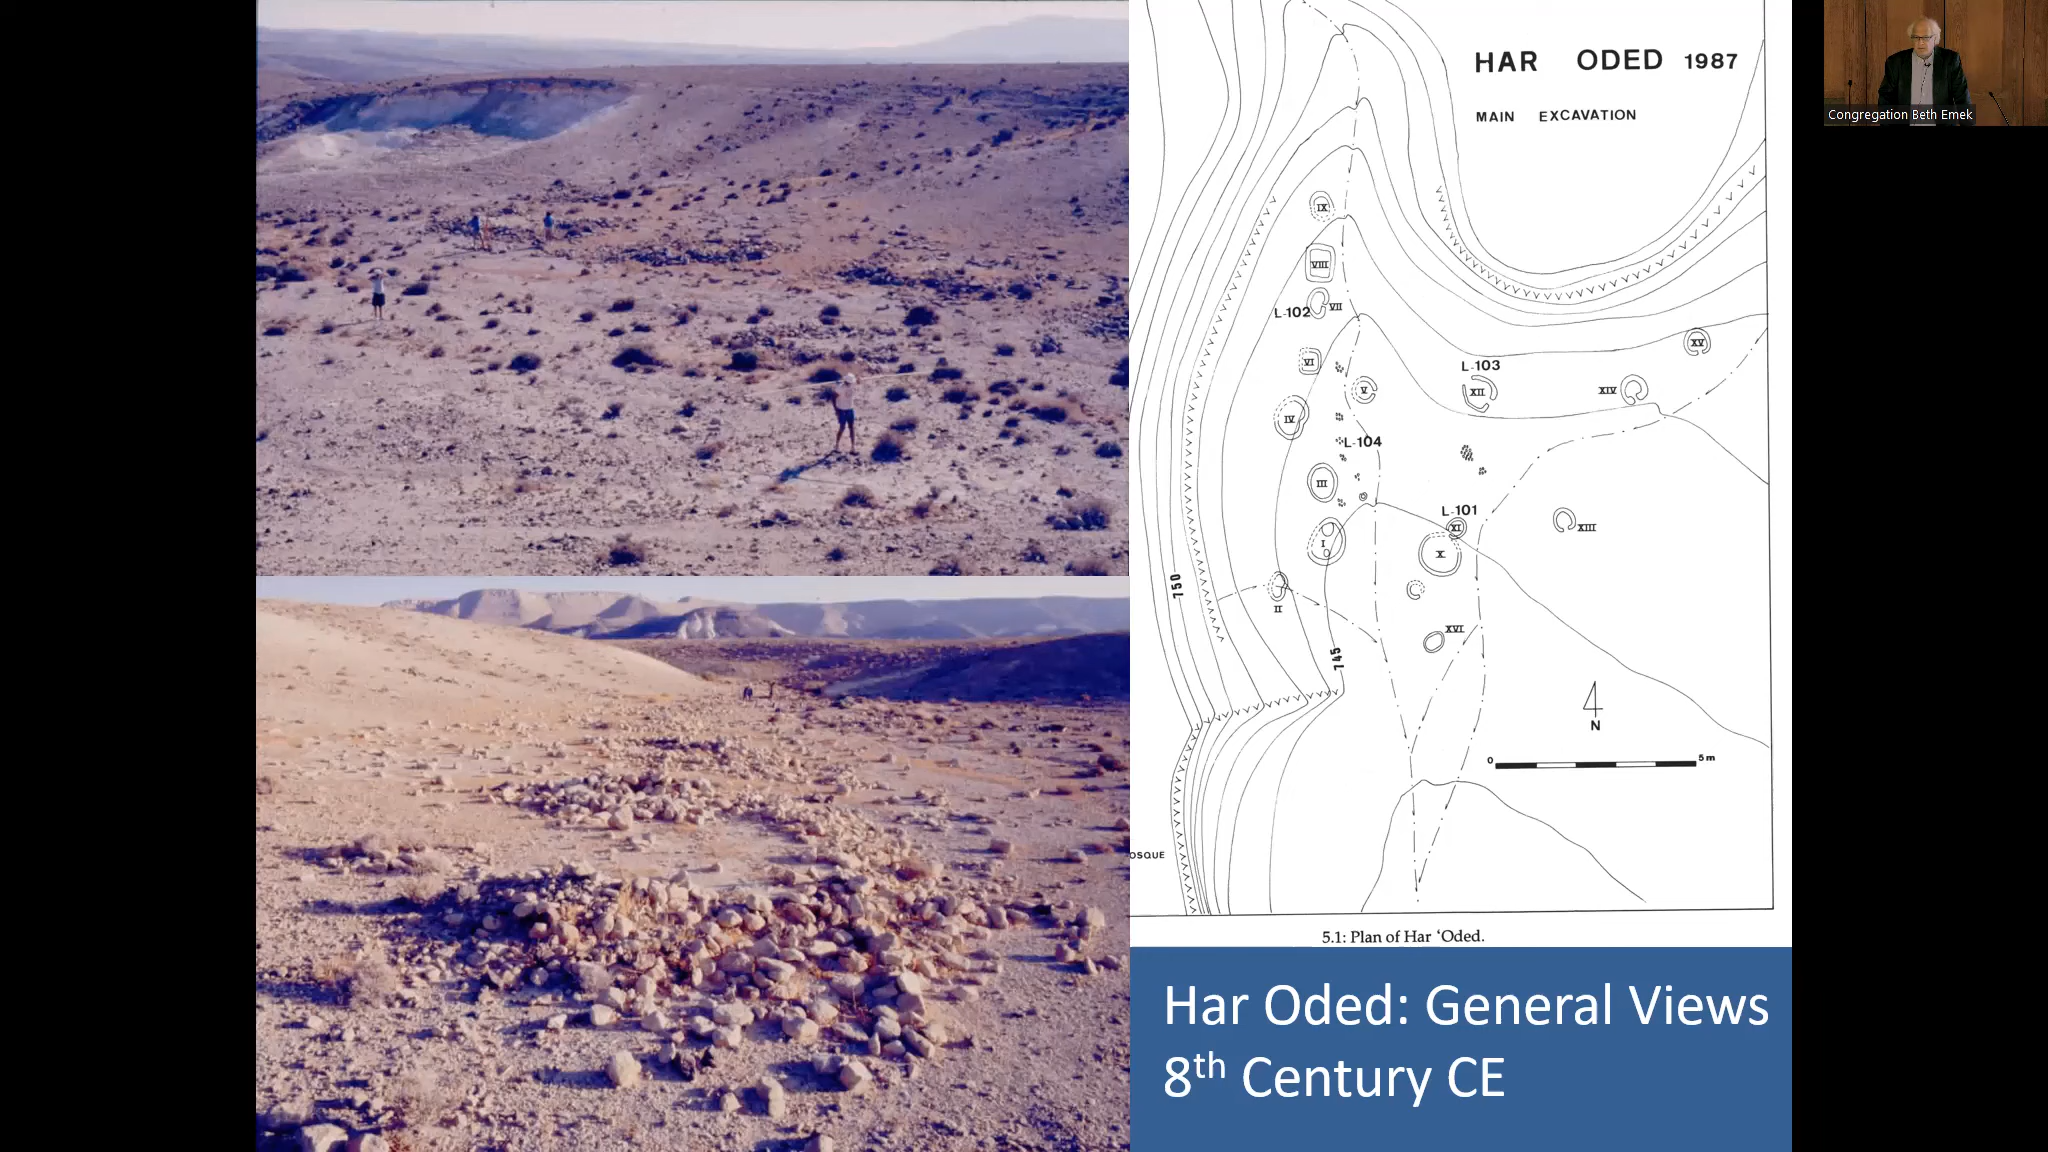 HAR ODED 1987
MAIN EXCAVATION
IX
VIII
L-102 VII
VI
V
L-103
XII
XIV
XV
IV
L-104
III
L-101
XI
XIII
I
X
II
XVI
750
745
N
0 5m
OSQUE
5.1: Plan of Har ‘Oded.
Har Oded: General Views
8th Century CE
Congregation Beth Emek